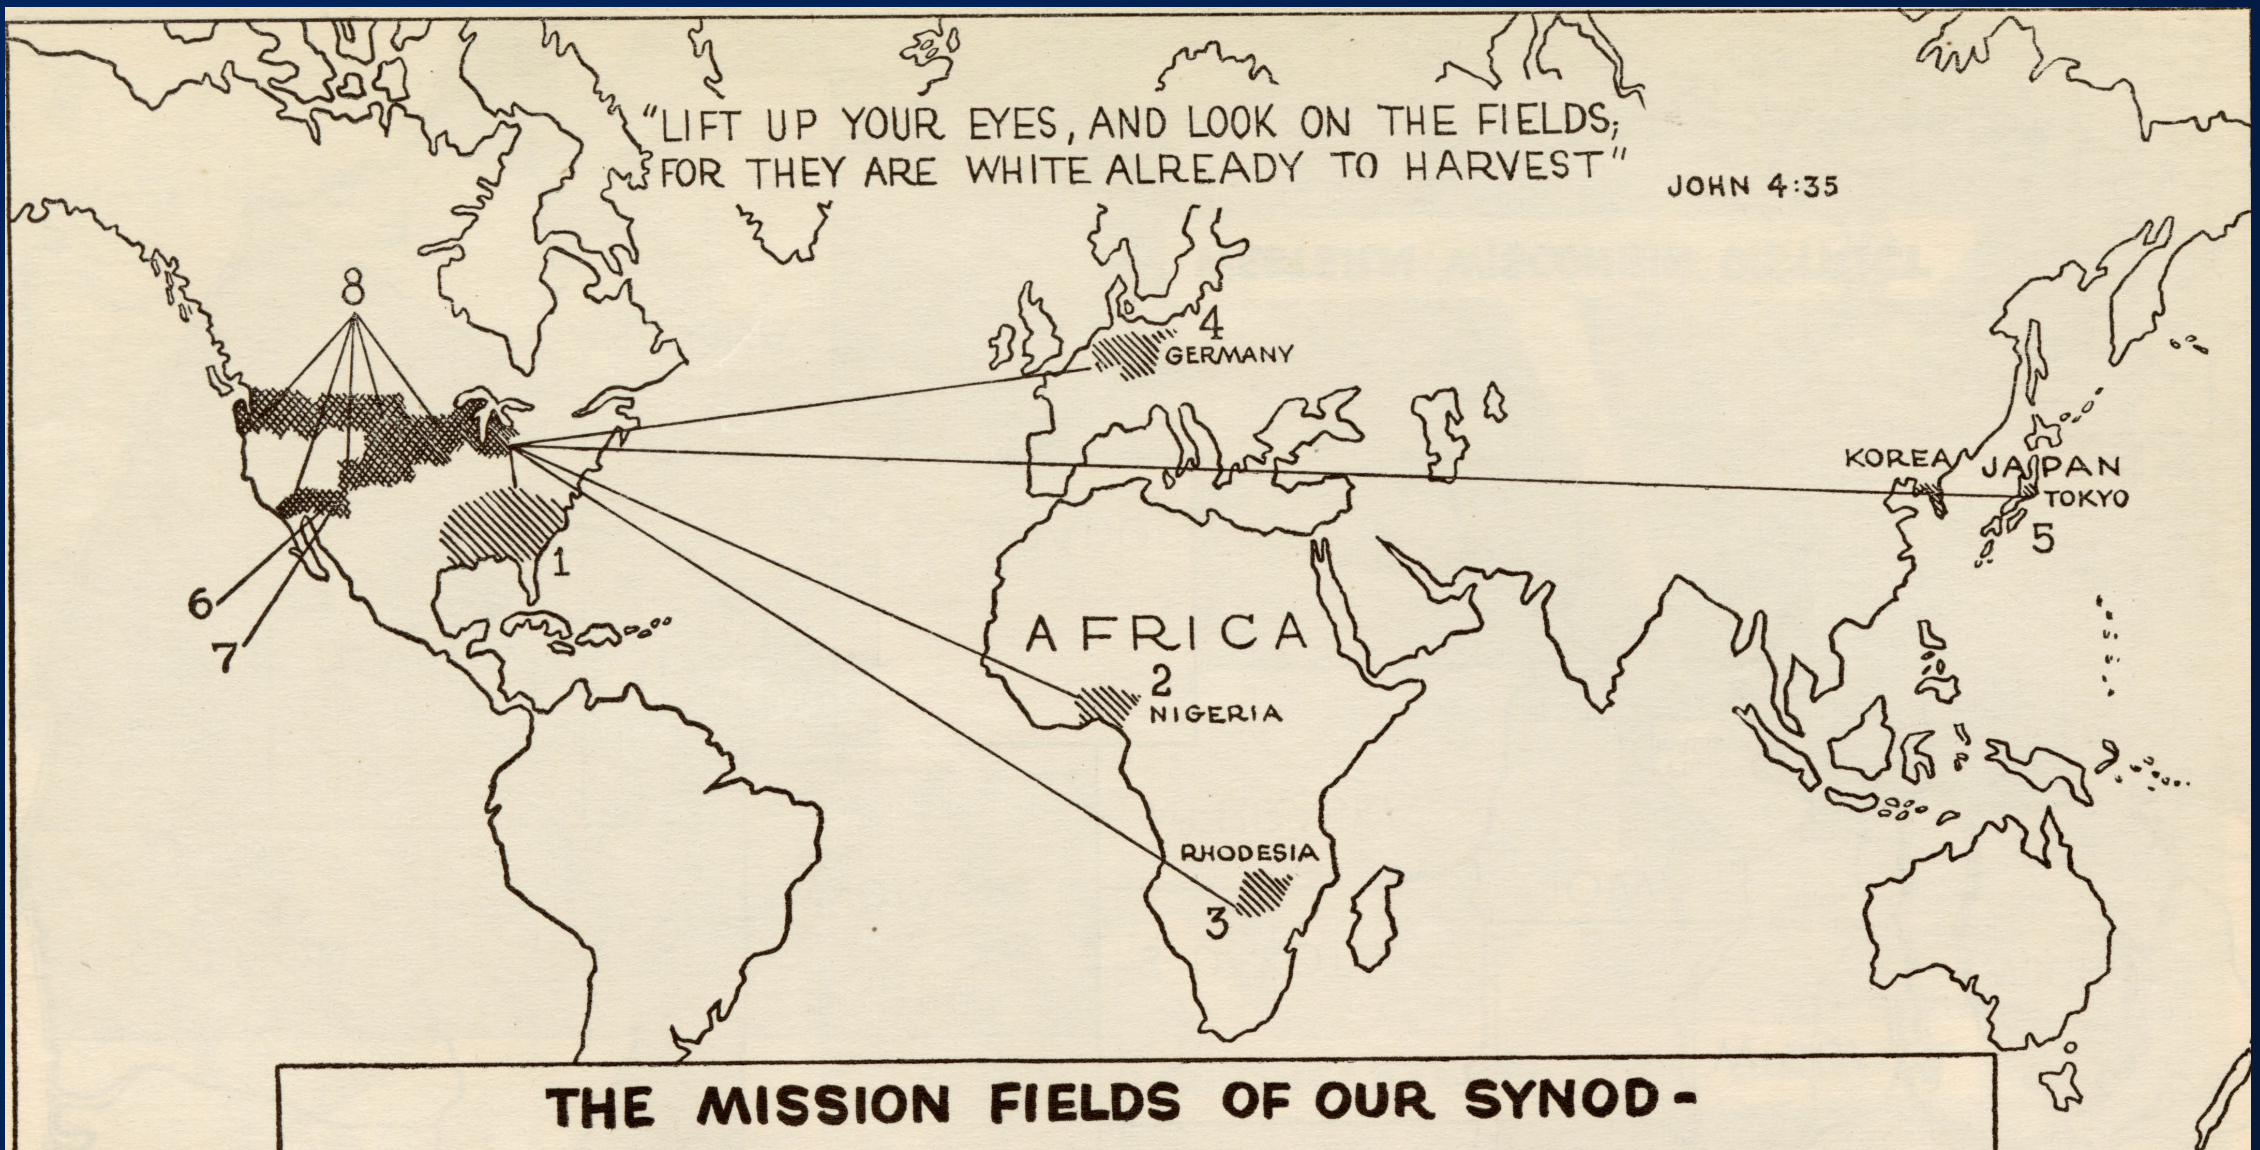 "LIFT UP YOUR EYES, AND LOOK ON THE FIELDS;
FOR THEY ARE WHITE ALREADY TO HARVEST"
JOHN 4:35
8
4
GERMANY
KOREA
JAPAN
TOKYO
5
1
6
7
AFRICA
2
NIGERIA
RHODESIA
3
THE MISSION FIELDS OF OUR SYNOD-